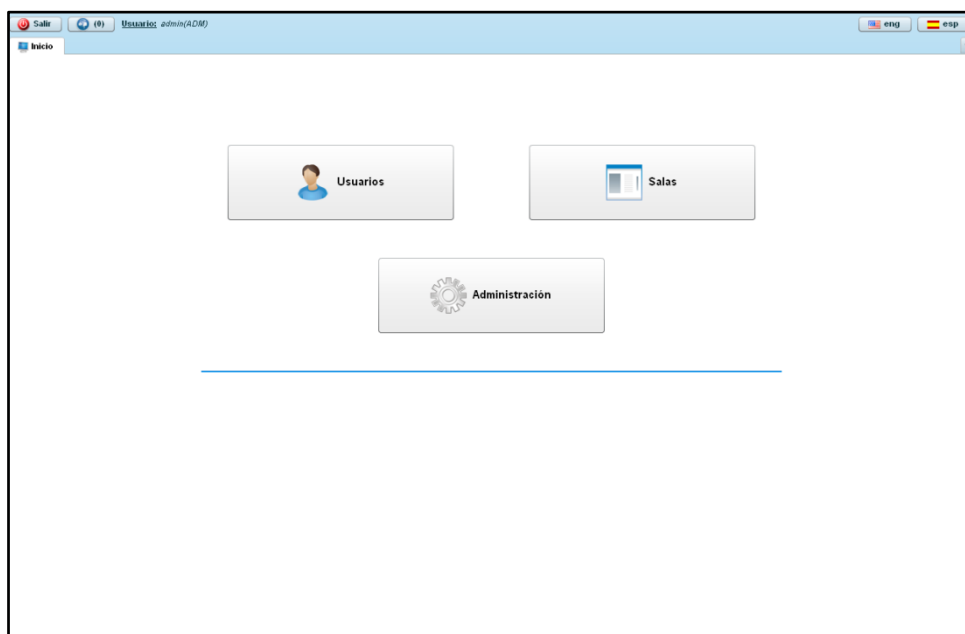 Salir (0) Usuario: admin(ADM) eng esp
Inicio
Usuarios Salas
Administración